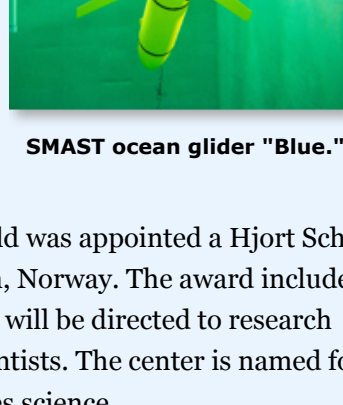 SMAST ocean glider "Blue."
ld was appointed a Hjort Sch
, Norway. The award include
will be directed to research
ntists. The center is named fo
es science.